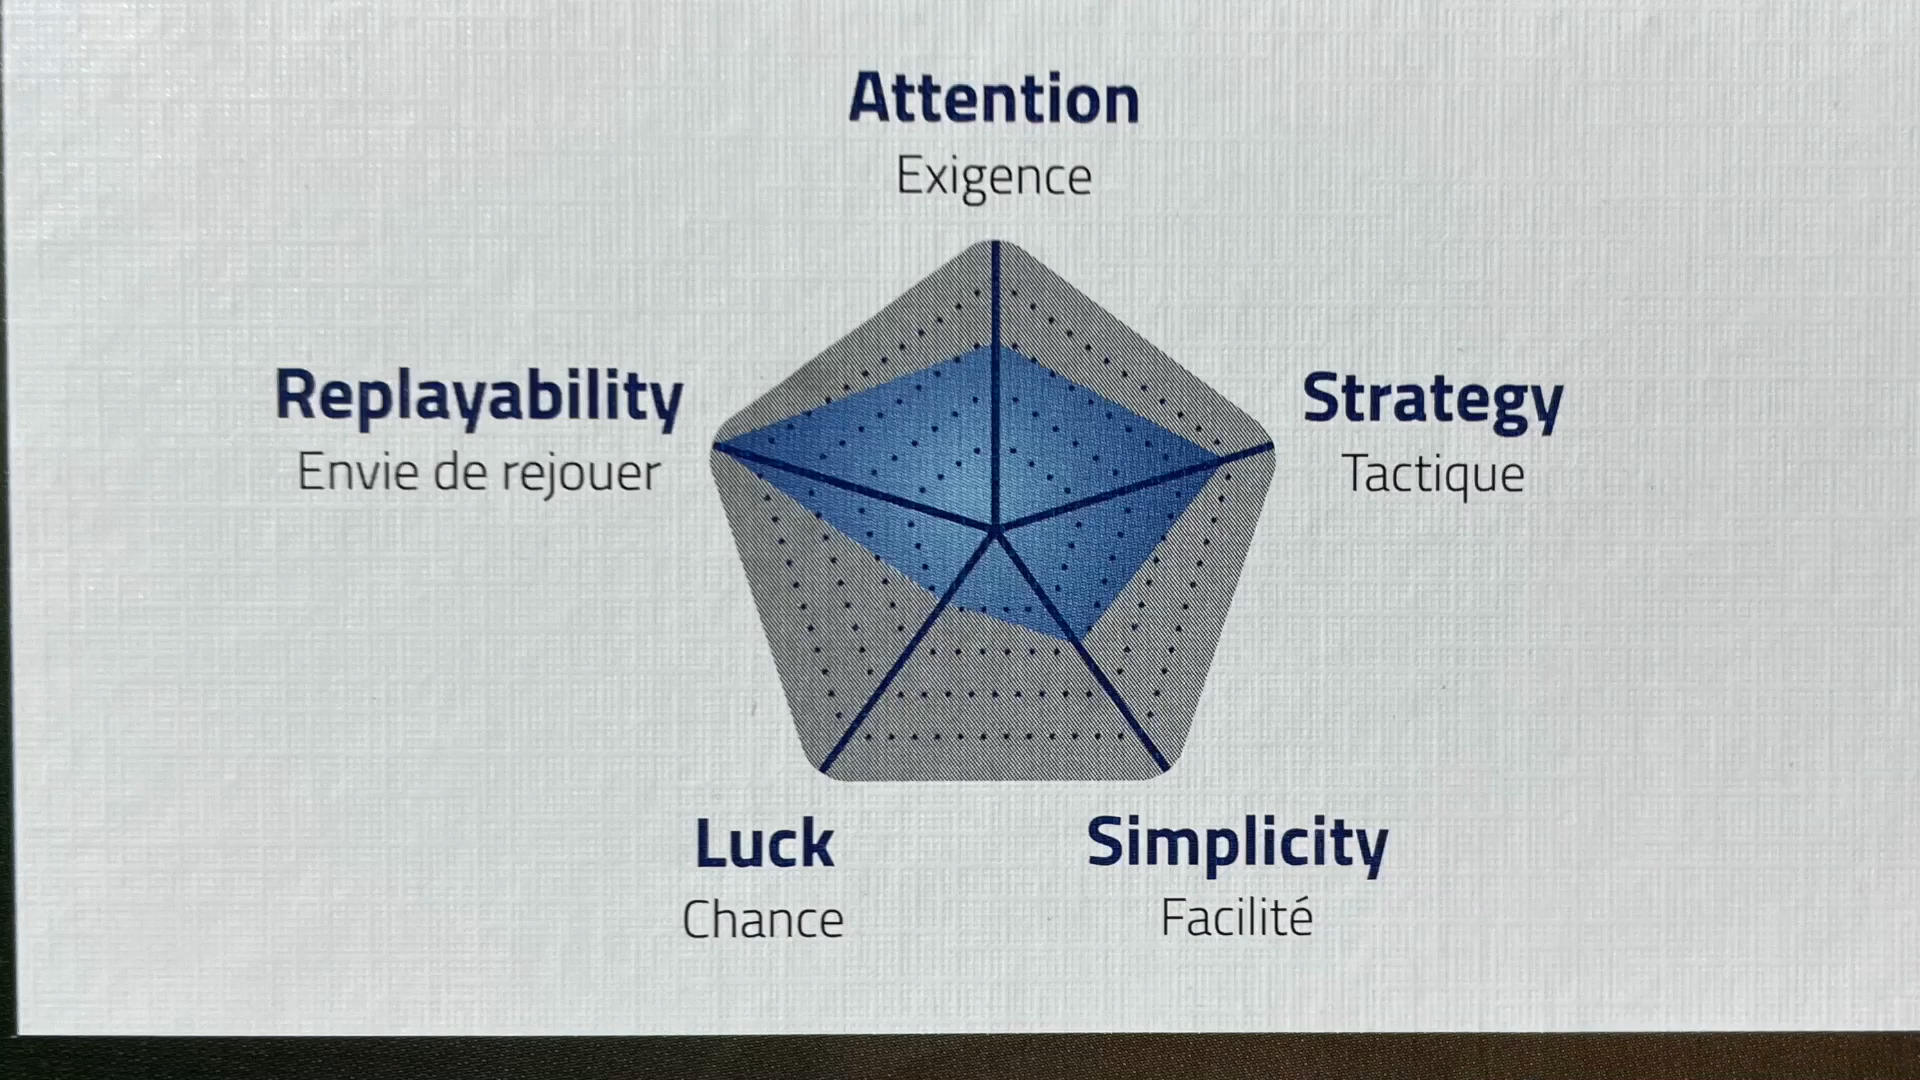 Attention
Exigence
Replayability
Envie de rejouer
Strategy
Tactique
Luck
Chance
Simplicity
Facilité